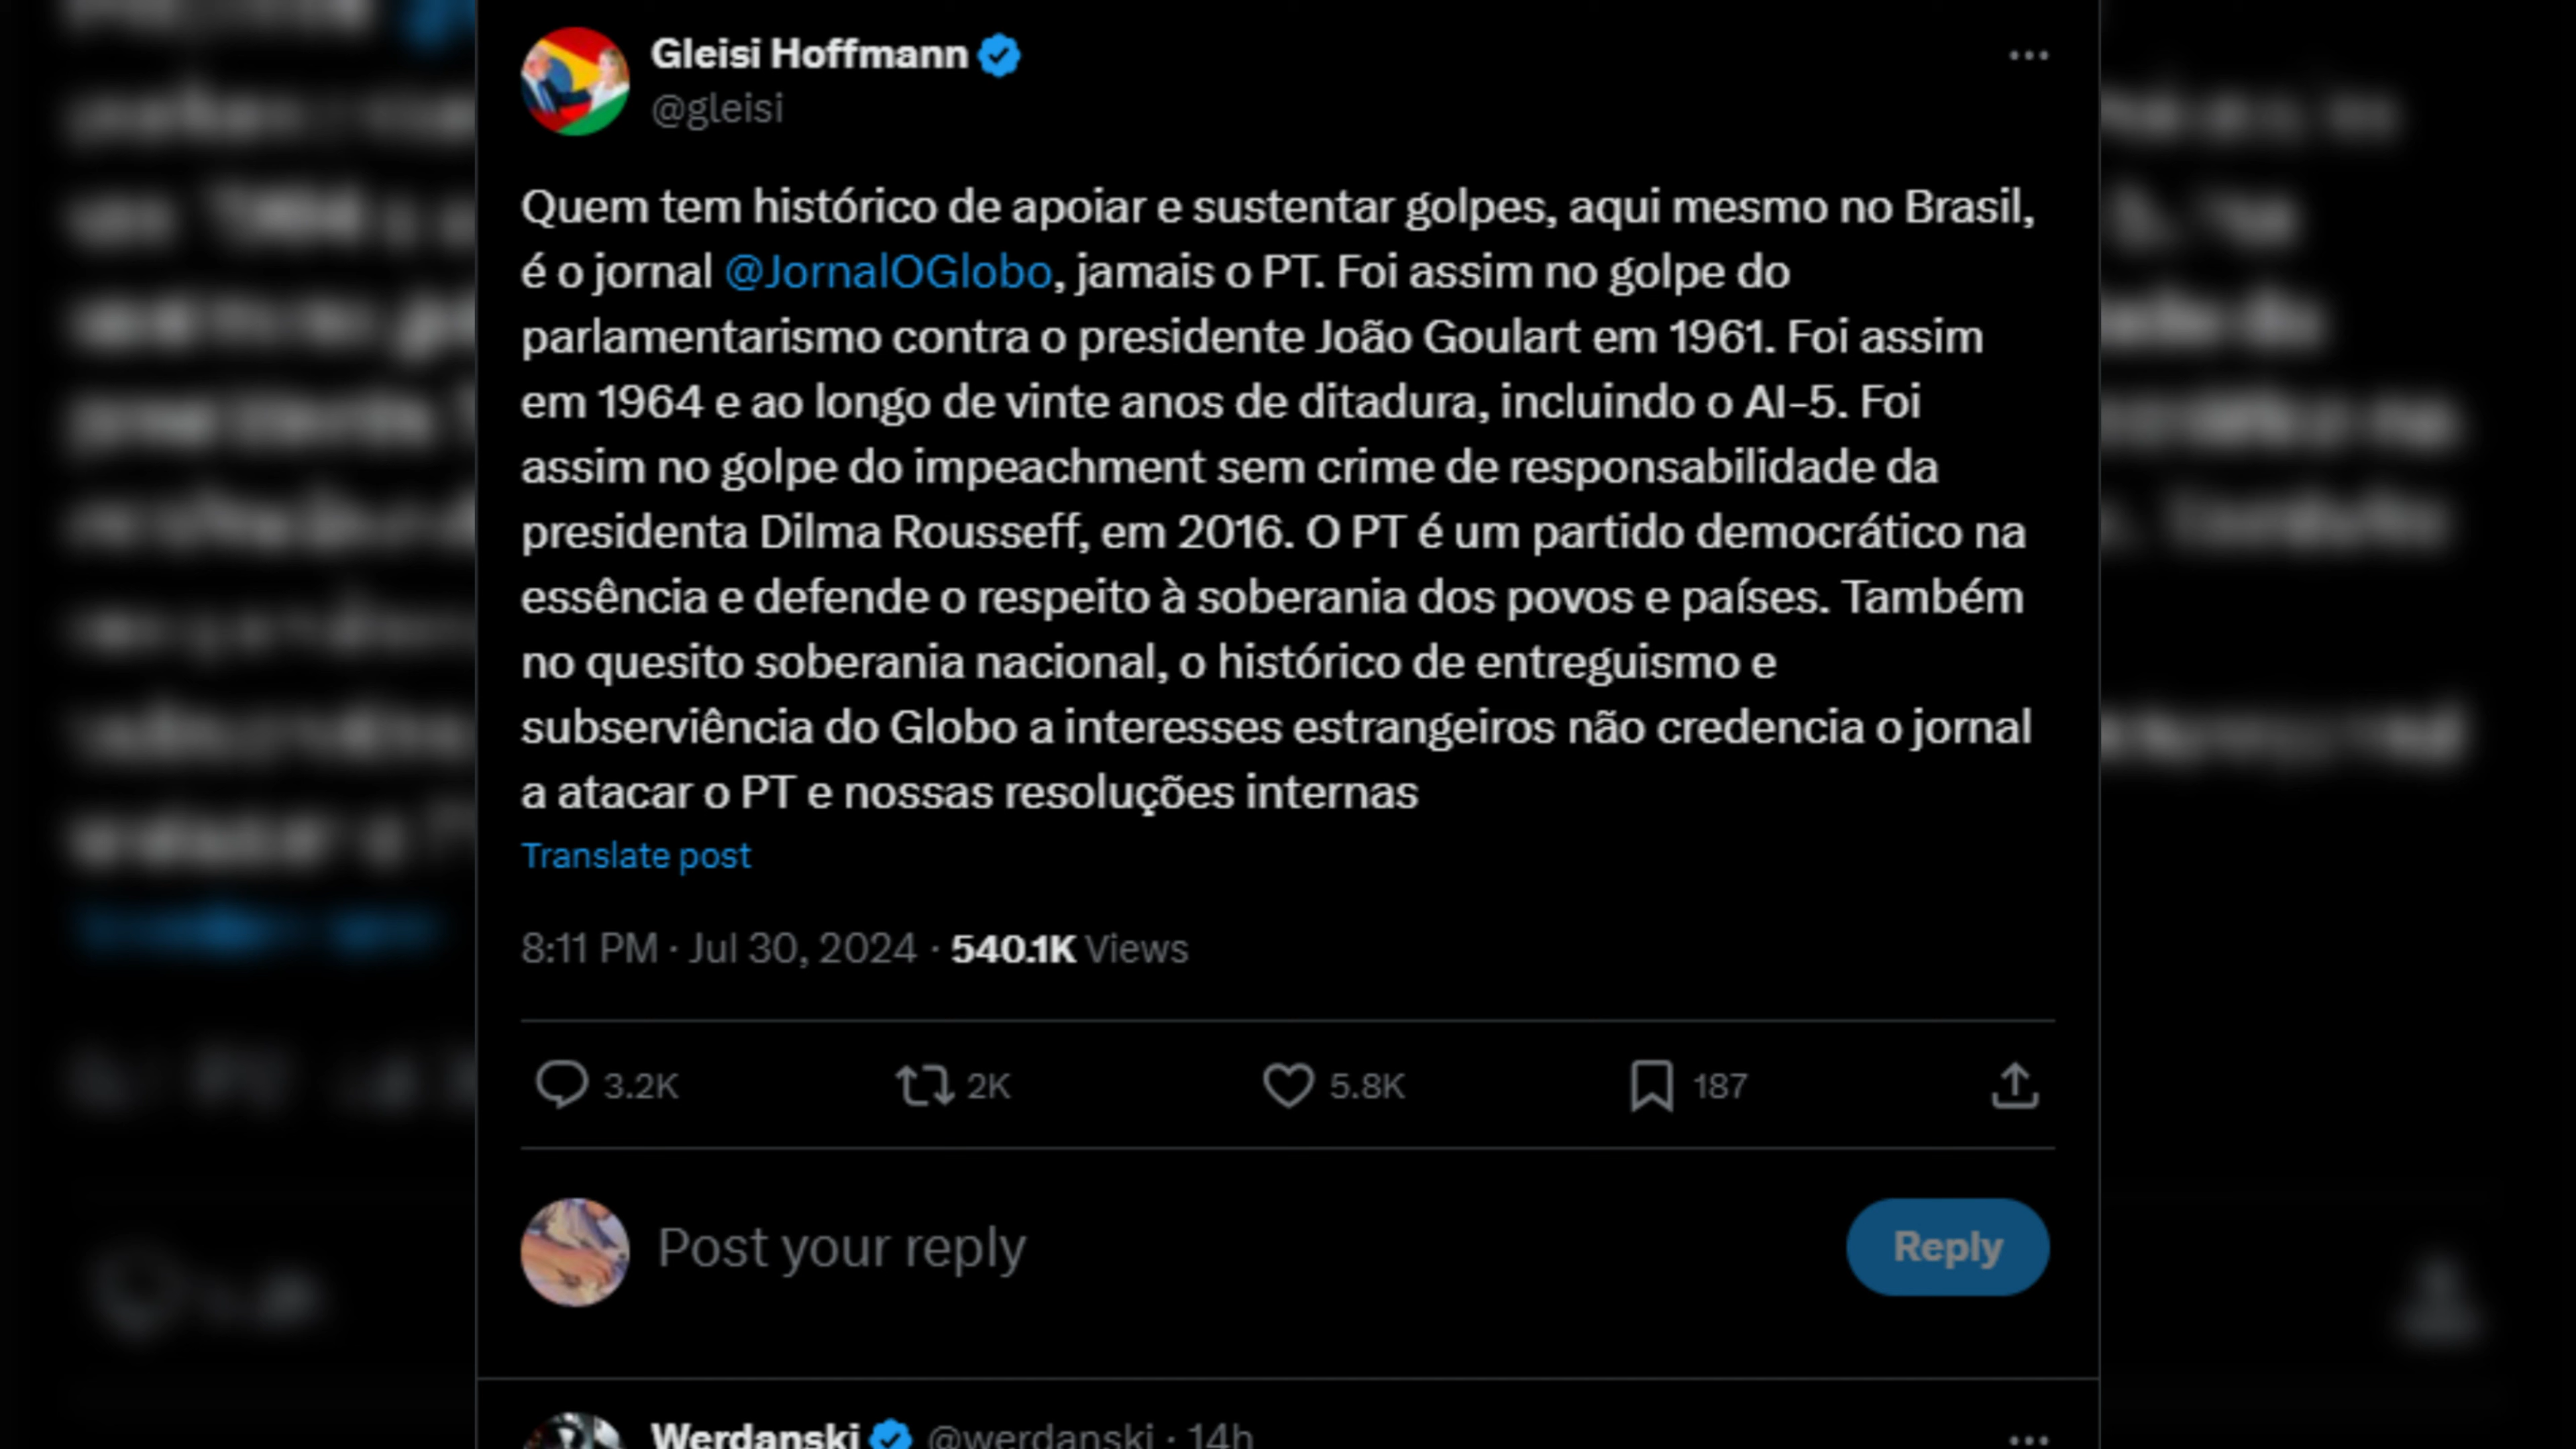 Gleisi Hoffmann
@gleisi
Quem tem histórico de apoiar e sustentar golpes, aqui mesmo no Brasil,
é o jornal @JornalOGlobo, jamais o PT. Foi assim no golpe do
parlamentarismo contra o presidente João Goulart em 1961. Foi assim
em 1964 e ao longo de vinte anos de ditadura, incluindo o AI-5. Foi
assim no golpe do impeachment sem crime de responsabilidade da
presidenta Dilma Rousseff, em 2016. O PT é um partido democrático na
essência e defende o respeito à soberania dos povos e países. Também
no quesito soberania nacional, o histórico de entreguismo e
subserviência do Globo a interesses estrangeiros não credencia o jornal
a atacar o PT e nossas resoluções internas
Translate post
8:11 PM · Jul 30, 2024 · 540.1K Views
3.2K 2K 5.8K 187
Post your reply Reply
Werdanski @werdanski · 14h